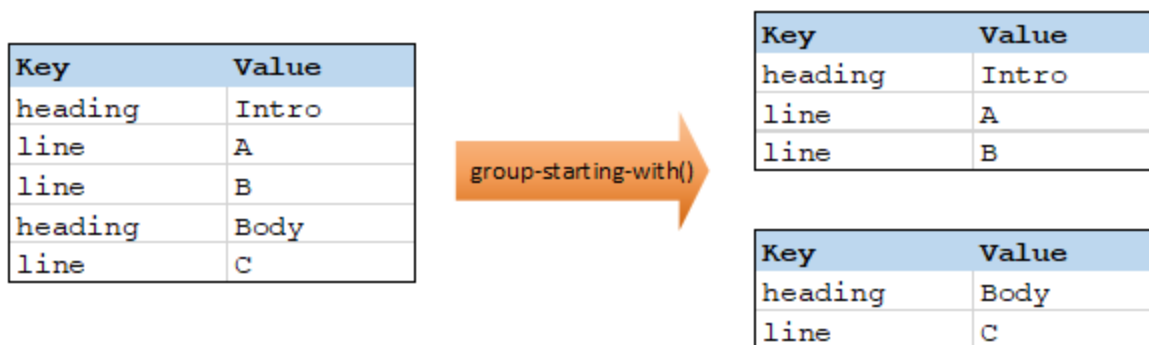 Key Value
heading Intro
line A
line B
heading Body
line C
group-starting-with()
Key Value
heading Intro
line A
line B
Key Value
heading Body
line C